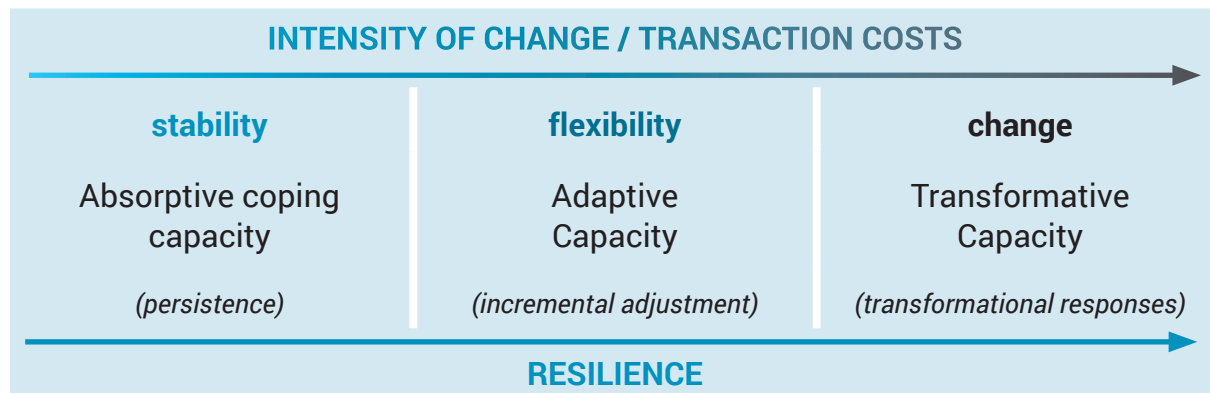 INTENSITY OF CHANGE / TRANSACTION COSTS
stability
Absorptive coping
capacity
(persistence)
flexibility
Adaptive
Capacity
(incremental adjustment)
change
Transformative
Capacity
(transformational responses)
RESILIENCE